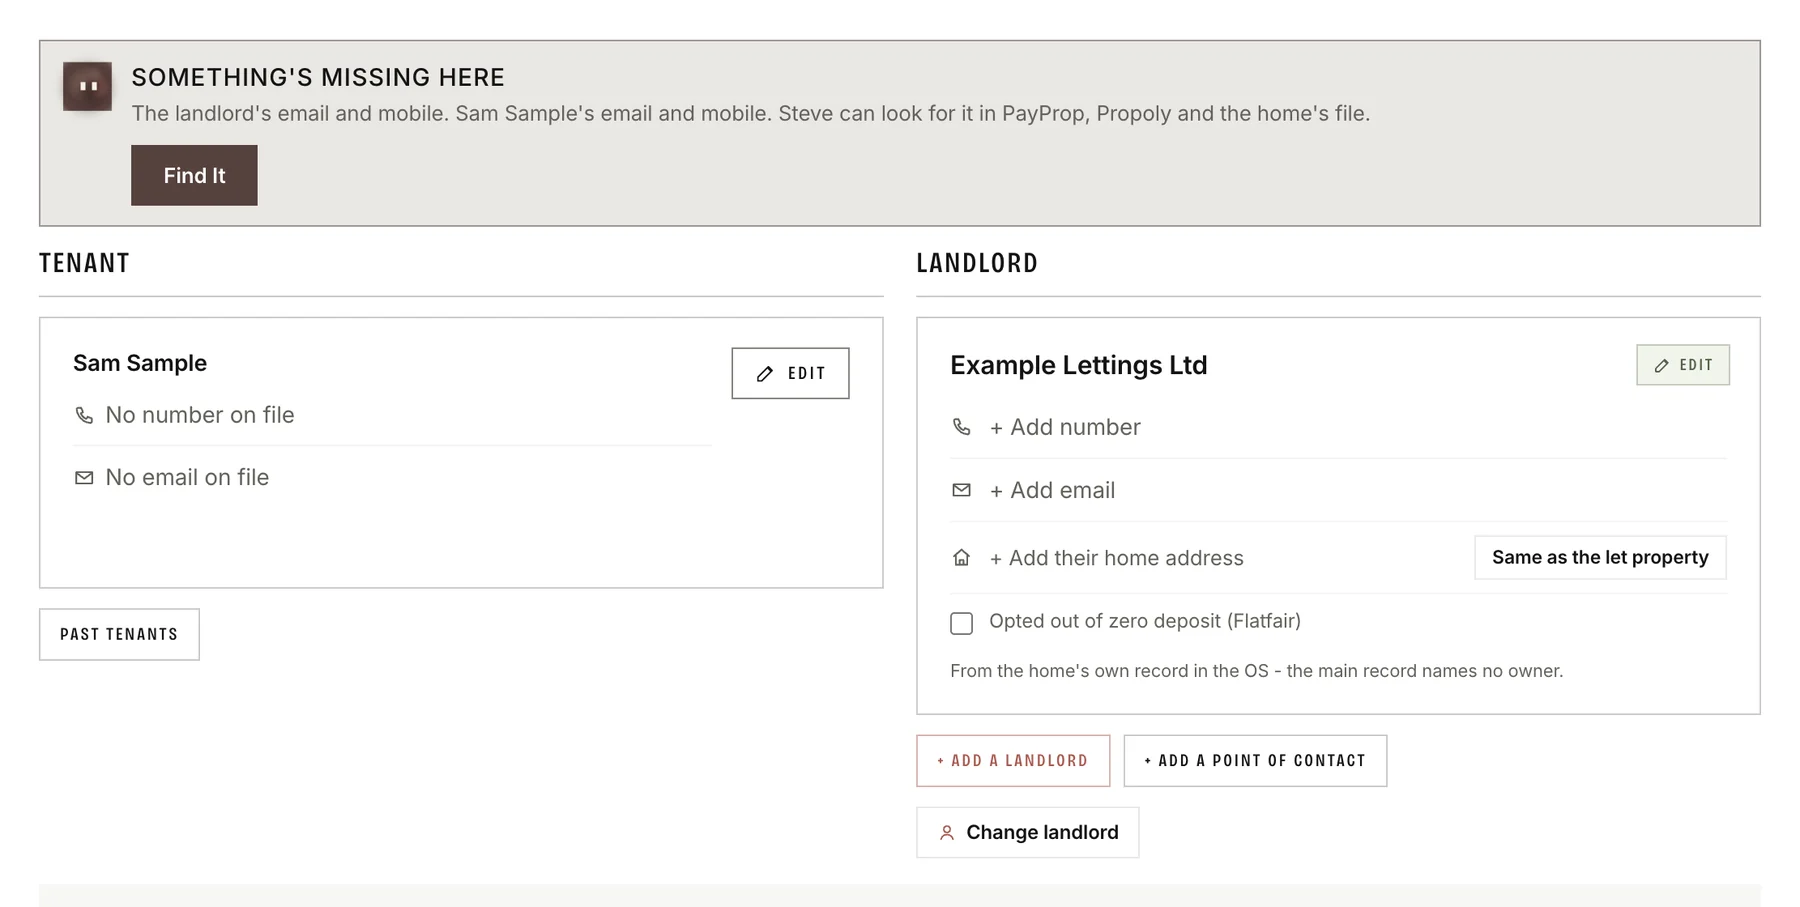 SOMETHING'S MISSING HERE
The landlord's email and mobile. Sam Sample's email and mobile. Steve can look for it in PayProp, Propoly and the home's file.
Find It
TENANT
Sam Sample
EDIT
No number on file
No email on file
PAST TENANTS
LANDLORD
Example Lettings Ltd
EDIT
+ Add number
+ Add email
+ Add their home address
Same as the let property
Opted out of zero deposit (Flatfair)
From the home's own record in the OS - the main record names no owner.
+ ADD A LANDLORD
+ ADD A POINT OF CONTACT
Change landlord